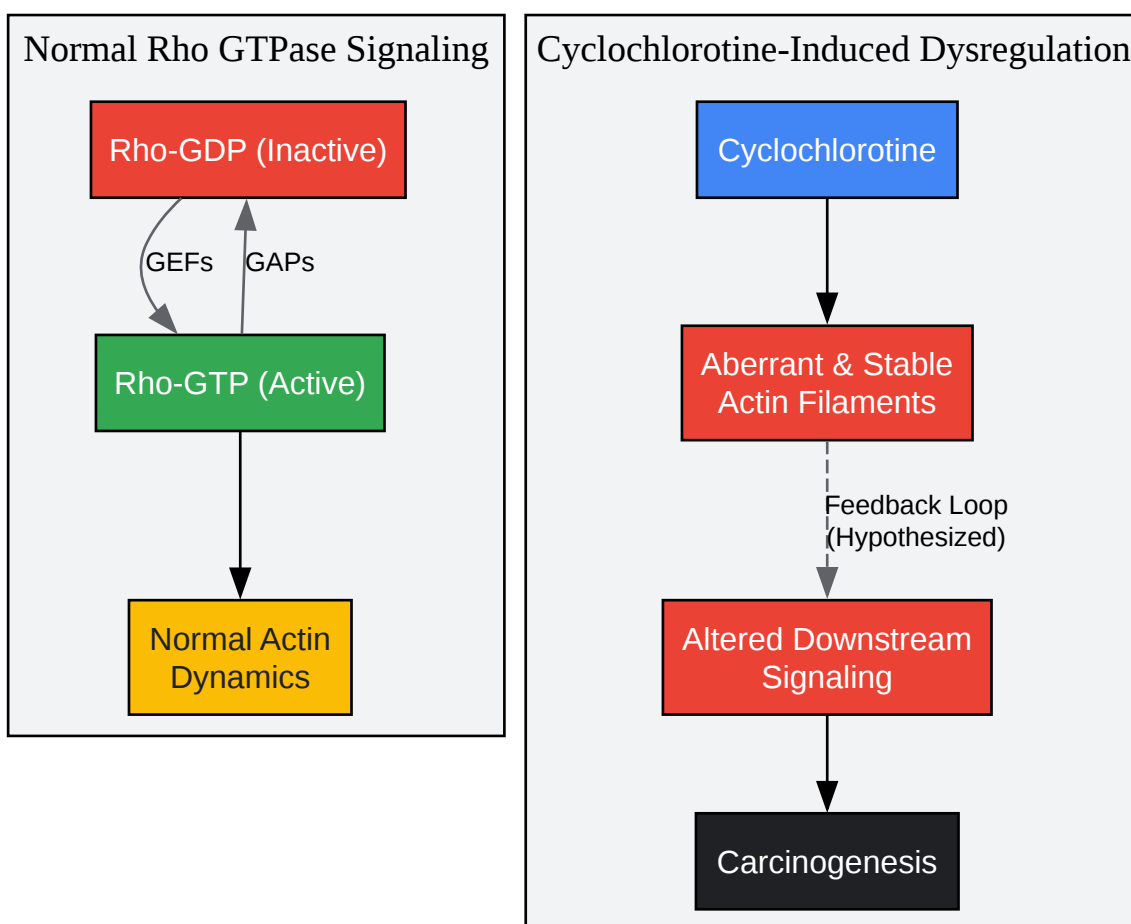 Normal Rho GTPase Signaling
Rho-GDP (Inactive)
GEFs
GAPs
Rho-GTP (Active)
Normal Actin
Dynamics
Cyclochlorotine-Induced Dysregulation
Cyclochlorotine
Aberrant & Stable
Actin Filaments
Feedback Loop
(Hypothesized)
Altered Downstream
Signaling
Carcinogenesis